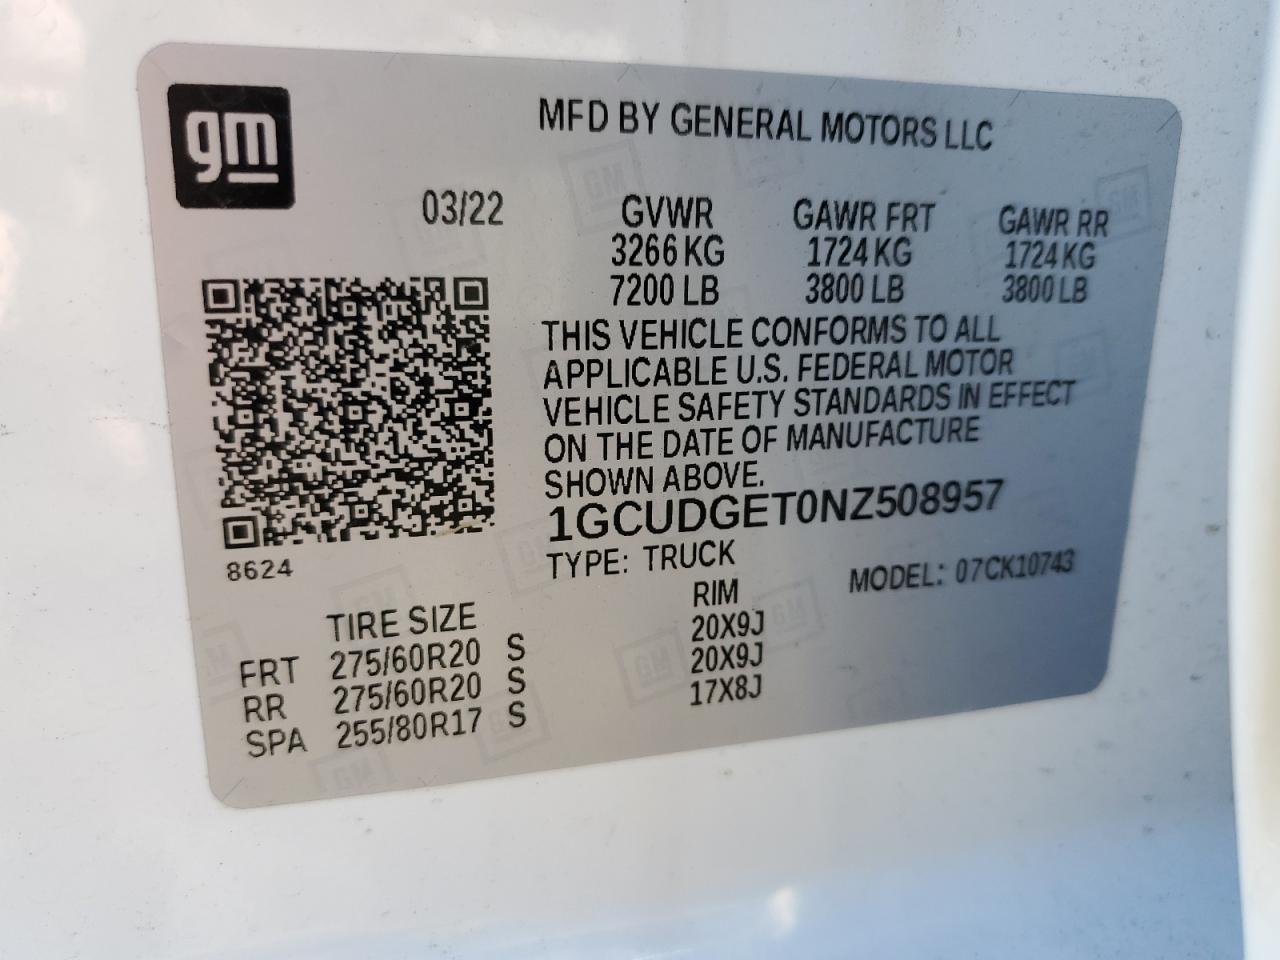 gm
MFD BY GENERAL MOTORS LLC
03/22
GVWR GAWR FRT GAWR RR
3266 KG 1724 KG 1724 KG
7200 LB 3800 LB 3800 LB
THIS VEHICLE CONFORMS TO ALL
APPLICABLE U.S. FEDERAL MOTOR
VEHICLE SAFETY STANDARDS IN EFFECT
ON THE DATE OF MANUFACTURE
SHOWN ABOVE.
1GCUDGET0NZ508957
8624
TYPE: TRUCK MODEL: 07CK10743
TIRE SIZE RIM
FRT 275/60R20 S 20X9J
RR 275/60R20 S 20X9J
SPA 255/80R17 S 17X8J